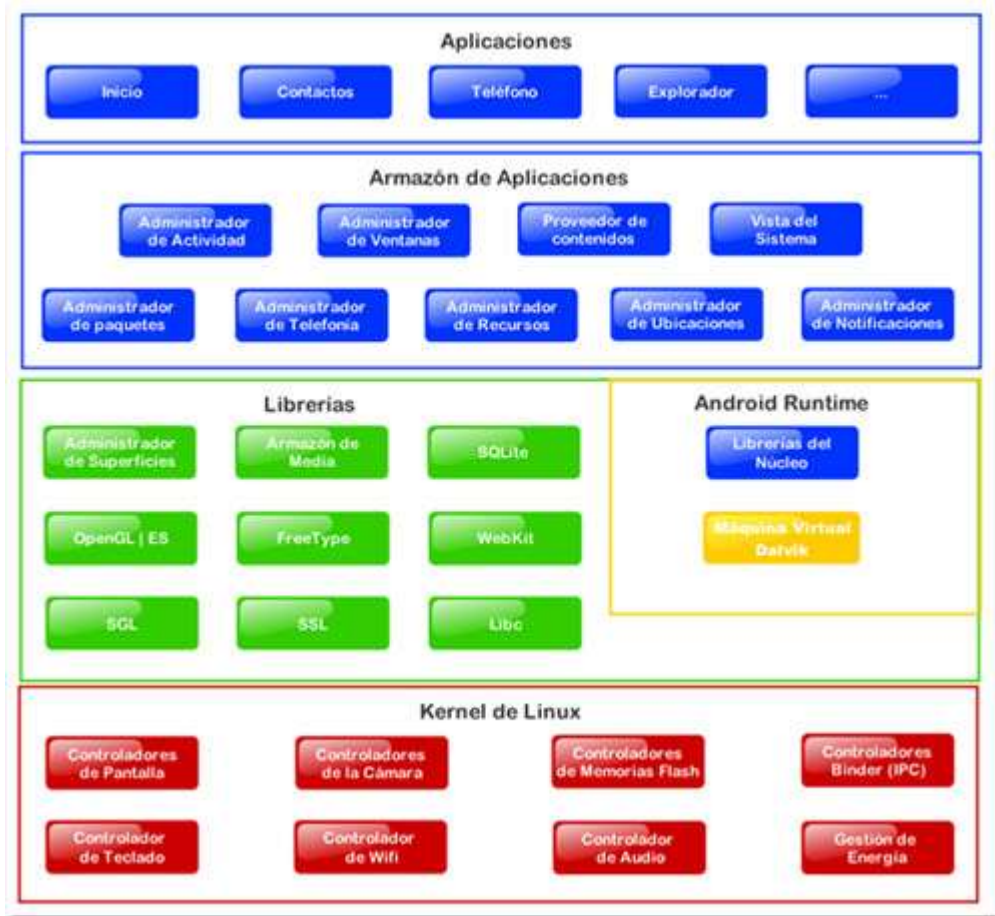 Aplicaciones
Inicio
Contactos
Teléfono
Explorador
...
Armazón de Aplicaciones
Administrador
de Actividad
Administrador
de Ventanas
Proveedor de
contenidos
Vista del
Sistema
Administrador
de paquetes
Administrador
de Telefonía
Administrador
de Recursos
Administrador
de Ubicaciones
Administrador
de Notificaciones
Librerias
Administrador
de Superficies
Armazón de
Media
SQLite
OpenGL | ES
FreeType
WebKit
SGL
SSL
Libc
Android Runtime
Librerías del
Núcleo
Máquina Virtual
Dalvik
Kernel de Linux
Controladores
de Pantalla
Controladores
de la Cámara
Controladores
de Memorias Flash
Controladores
Binder (IPC)
Controlador
de Teclado
Controlador
de Wifi
Controlador
de Audio
Gestión de
Energía